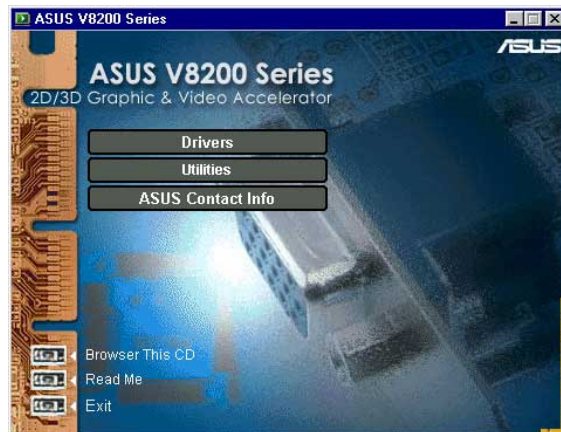 ASUS V8200 Series
ASUS
ASUS V8200 Series
2D/3D Graphic & Video Accelerator
Drivers
Utilities
ASUS Contact Info
Browser This CD
Read Me
Exit